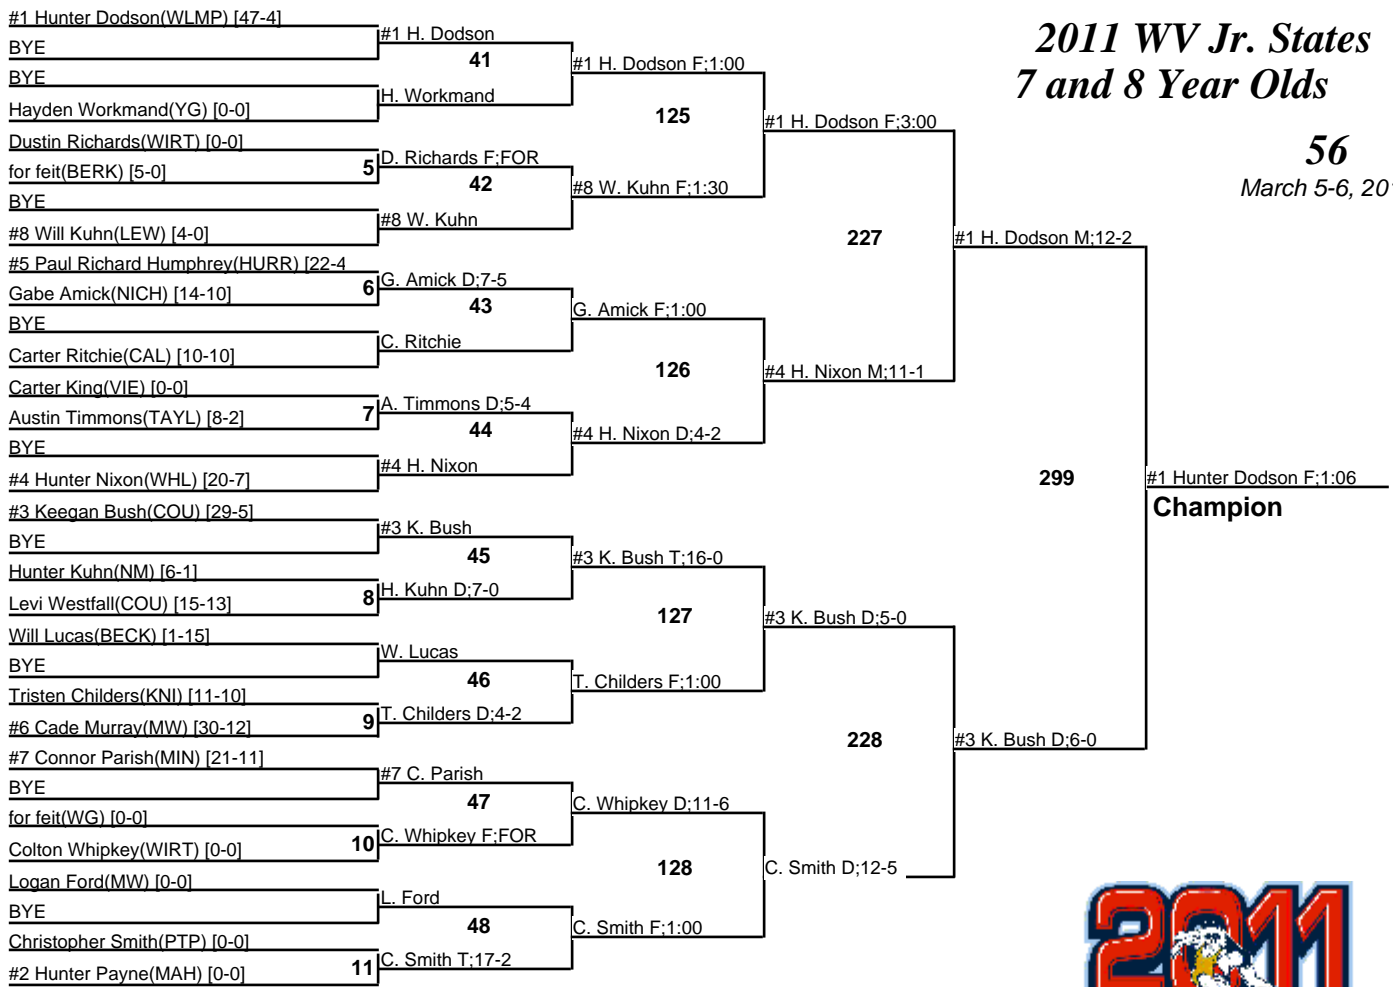 2011 WV Jr. States
7 and 8 Year Olds
56
March 5-6, 201
#1 Hunter Dodson(WLMP) [47-4]
BYE
BYE
Hayden Workmand(YG) [0-0]
Dustin Richards(WIRT) [0-0]
for feit(BERK) [5-0]
BYE
#8 Will Kuhn(LEW) [4-0]
#5 Paul Richard Humphrey(HURR) [22-4
Gabe Amick(NICH) [14-10]
BYE
Carter Ritchie(CAL) [10-10]
Carter King(VIE) [0-0]
Austin Timmons(TAYL) [8-2]
BYE
#4 Hunter Nixon(WHL) [20-7]
#3 Keegan Bush(COU) [29-5]
BYE
Hunter Kuhn(NM) [6-1]
Levi Westfall(COU) [15-13]
Will Lucas(BECK) [1-15]
BYE
Tristen Childers(KNI) [11-10]
#6 Cade Murray(MW) [30-12]
#7 Connor Parish(MIN) [21-11]
BYE
for feit(WG) [0-0]
Colton Whipkey(WIRT) [0-0]
Logan Ford(MW) [0-0]
BYE
Christopher Smith(PTP) [0-0]
#2 Hunter Payne(MAH) [0-0]
5
6
7
8
9
10
11
#1 H. Dodson
41
H. Workmand
D. Richards F;FOR
42
#8 W. Kuhn
G. Amick D;7-5
43
C. Ritchie
A. Timmons D;5-4
44
#4 H. Nixon
#3 K. Bush
45
H. Kuhn D;7-0
W. Lucas
46
T. Childers D;4-2
#7 C. Parish
47
C. Whipkey F;FOR
L. Ford
48
C. Smith T;17-2
#1 H. Dodson F;1:00
125
#8 W. Kuhn F;1:30
G. Amick F;1:00
126
#4 H. Nixon D;4-2
#3 K. Bush T;16-0
127
T. Childers F;1:00
C. Whipkey D;11-6
128
C. Smith F;1:00
#1 H. Dodson F;3:00
227
#4 H. Nixon M;11-1
#3 K. Bush D;5-0
228
C. Smith D;12-5
#1 H. Dodson M;12-2
299
#3 K. Bush D;6-0
#1 Hunter Dodson F;1:06
Champion
2011